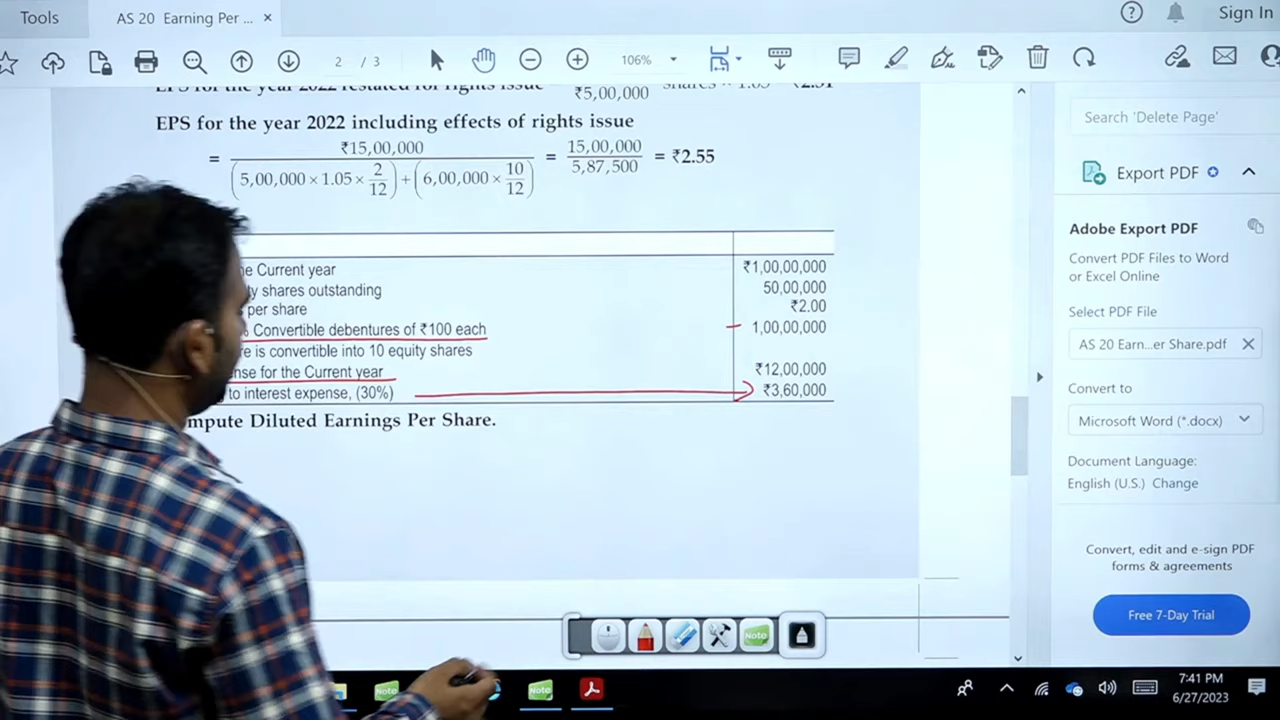 Tools
AS 20 Earning Per ... ×
Sign In
2 / 3
106%
₹5,00,000
EPS for the year 2022 including effects of rights issue
= ₹15,00,000 / (5,00,000 × 1.05 × 2/12) + (6,00,000 × 10/12) = 15,00,000 / 5,87,500 = ₹2.55
Current year ₹1,00,00,000
shares outstanding 50,00,000
per share ₹2.00
Convertible debentures of ₹100 each 1,00,00,000
is convertible into 10 equity shares
for the Current year ₹12,00,000
to interest expense, (30%) ₹3,60,000
Diluted Earnings Per Share.
Search 'Delete Page'
Export PDF
Adobe Export PDF
Convert PDF Files to Word
or Excel Online
Select PDF File
AS 20 Earn...er Share.pdf ×
Convert to
Microsoft Word (*.docx)
Document Language:
English (U.S.) Change
Convert, edit and e-sign PDF
forms & agreements
Free 7-Day Trial
Note
Note
Note
7:41 PM
6/27/2023